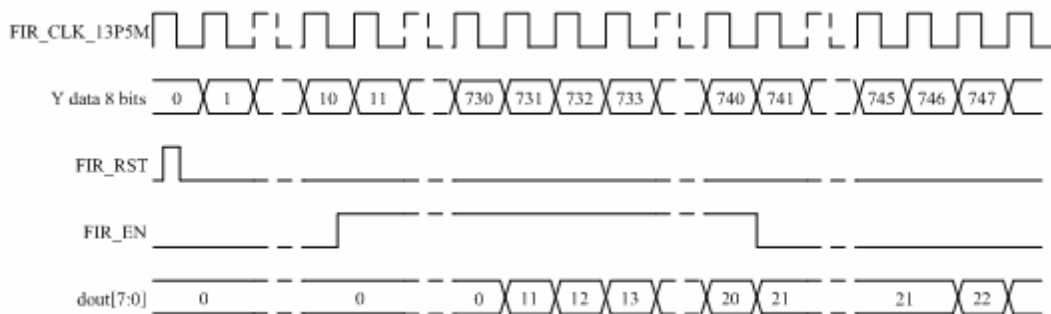 FIR_CLK_13P5M
Y data 8 bits 0 1 10 11 730 731 732 733 740 741 745 746 747
FIR_RST
FIR_EN
dout[7:0] 0 0 0 11 12 13 20 21 21 22